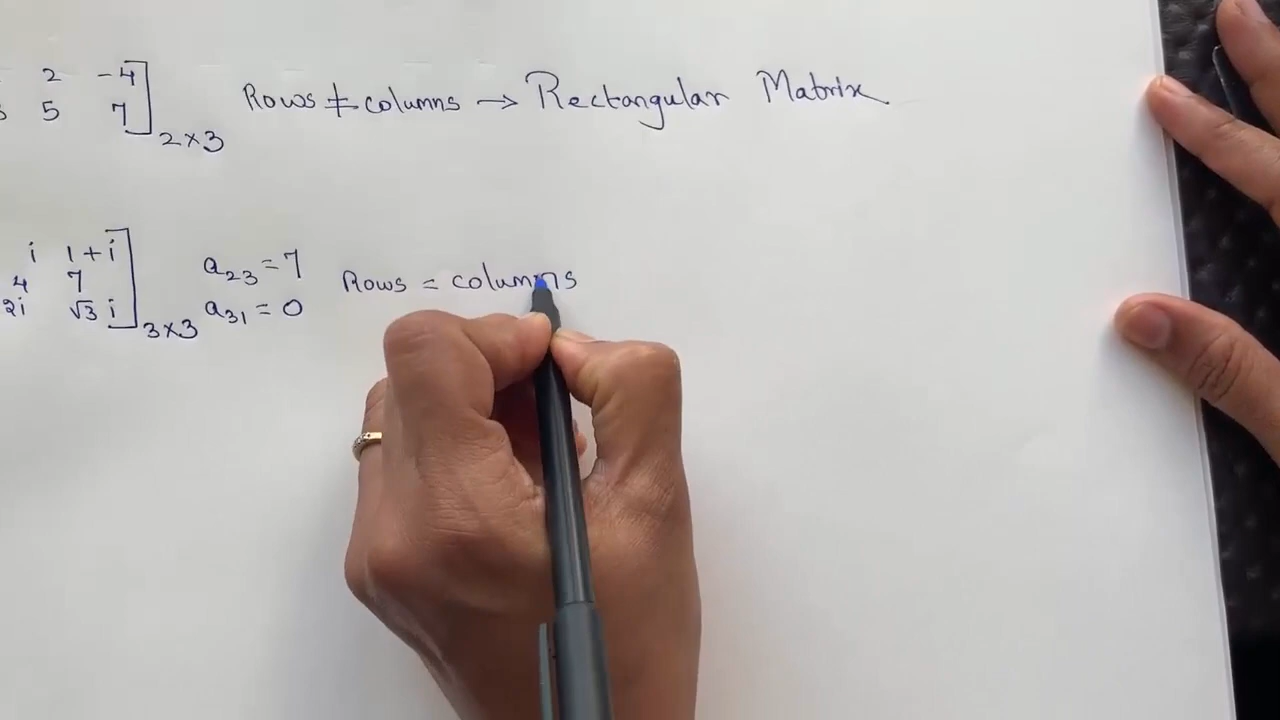 2 -4
5 7 2×3 Rows ≠ columns → Rectangular Matrix
i 1+i
4 7 a23 = 7 Rows = columns
2i √3 i 3×3 a31 = 0